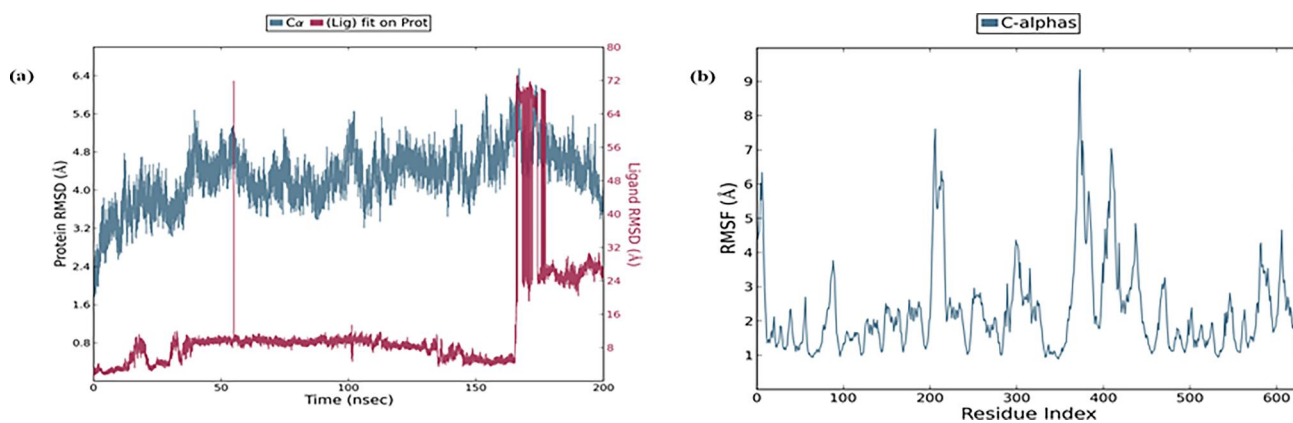 (a)
Cα (Lig) fit on Prot
Protein RMSD (Å)
6.4
5.6
4.8
4.0
3.2
2.4
1.6
0.8
80
72
64
56
48
40
32
24
16
8
Ligand RMSD (Å)
0 50 100 150 200
Time (nsec)
(b)
C-alphas
RMSF (Å)
9
8
7
6
5
4
3
2
1
0 100 200 300 400 500 600
Residue Index